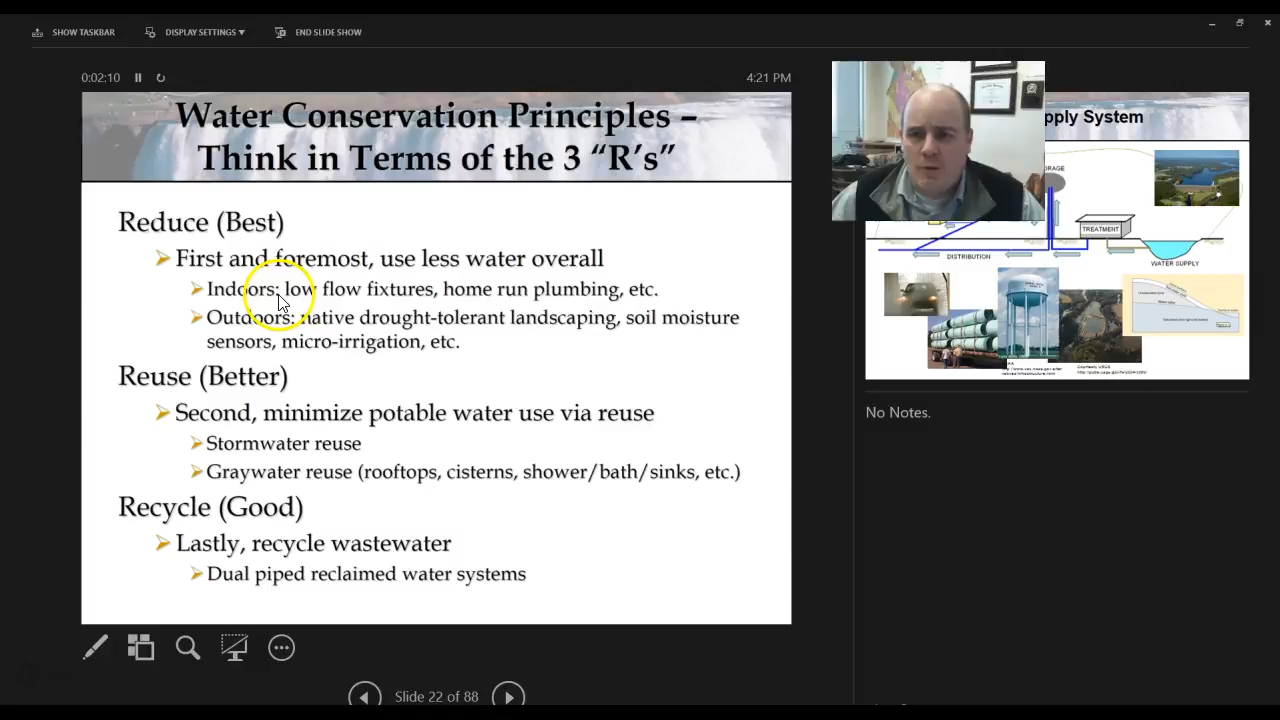 SHOW TASKBAR
DISPLAY SETTINGS ▼
END SLIDE SHOW
0:02:10
4:21 PM
Water Conservation Principles –
Think in Terms of the 3 “R’s”
Reduce (Best)
First and foremost, use less water overall
Indoors: low flow fixtures, home run plumbing, etc.
Outdoors: native drought-tolerant landscaping, soil moisture
sensors, micro-irrigation, etc.
Reuse (Better)
Second, minimize potable water use via reuse
Stormwater reuse
Graywater reuse (rooftops, cisterns, shower/bath/sinks, etc.)
Recycle (Good)
Lastly, recycle wastewater
Dual piped reclaimed water systems
Slide 22 of 88
pply System
ORAGE
TREATMENT
DISTRIBUTION
WATER SUPPLY
Courtesy USGS
No Notes.